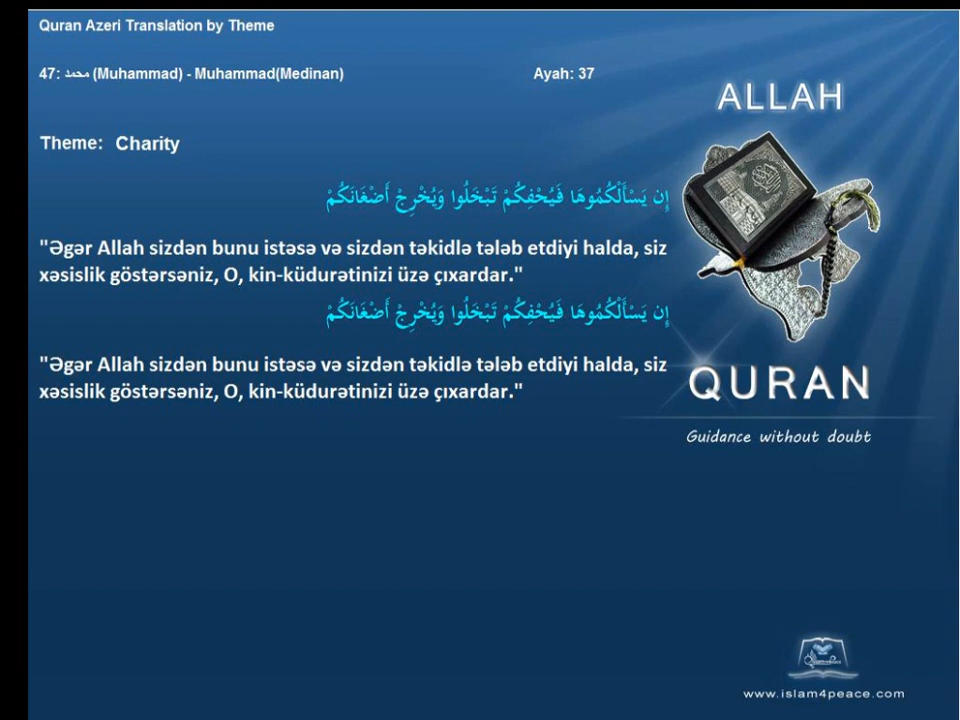 Quran Azeri Translation by Theme
47: محمد (Muhammad) - Muhammad(Medinan) Ayah: 37
ALLAH
Theme: Charity
إِن يَسْأَلْكُمُوهَا فَيُحْفِكُمْ تَبْخَلُوا وَيُخْرِجْ أَضْغَانَكُمْ
"Əgər Allah sizdən bunu istəsə və sizdən təkidlə tələb etdiyi halda, siz
xəsislik göstərsəniz, O, kin-küdurətinizi üzə çıxardar."
إِن يَسْأَلْكُمُوهَا فَيُحْفِكُمْ تَبْخَلُوا وَيُخْرِجْ أَضْغَانَكُمْ
"Əgər Allah sizdən bunu istəsə və sizdən təkidlə tələb etdiyi halda, siz
xəsislik göstərsəniz, O, kin-küdurətinizi üzə çıxardar."
QURAN
Guidance without doubt
www.islam4peace.com